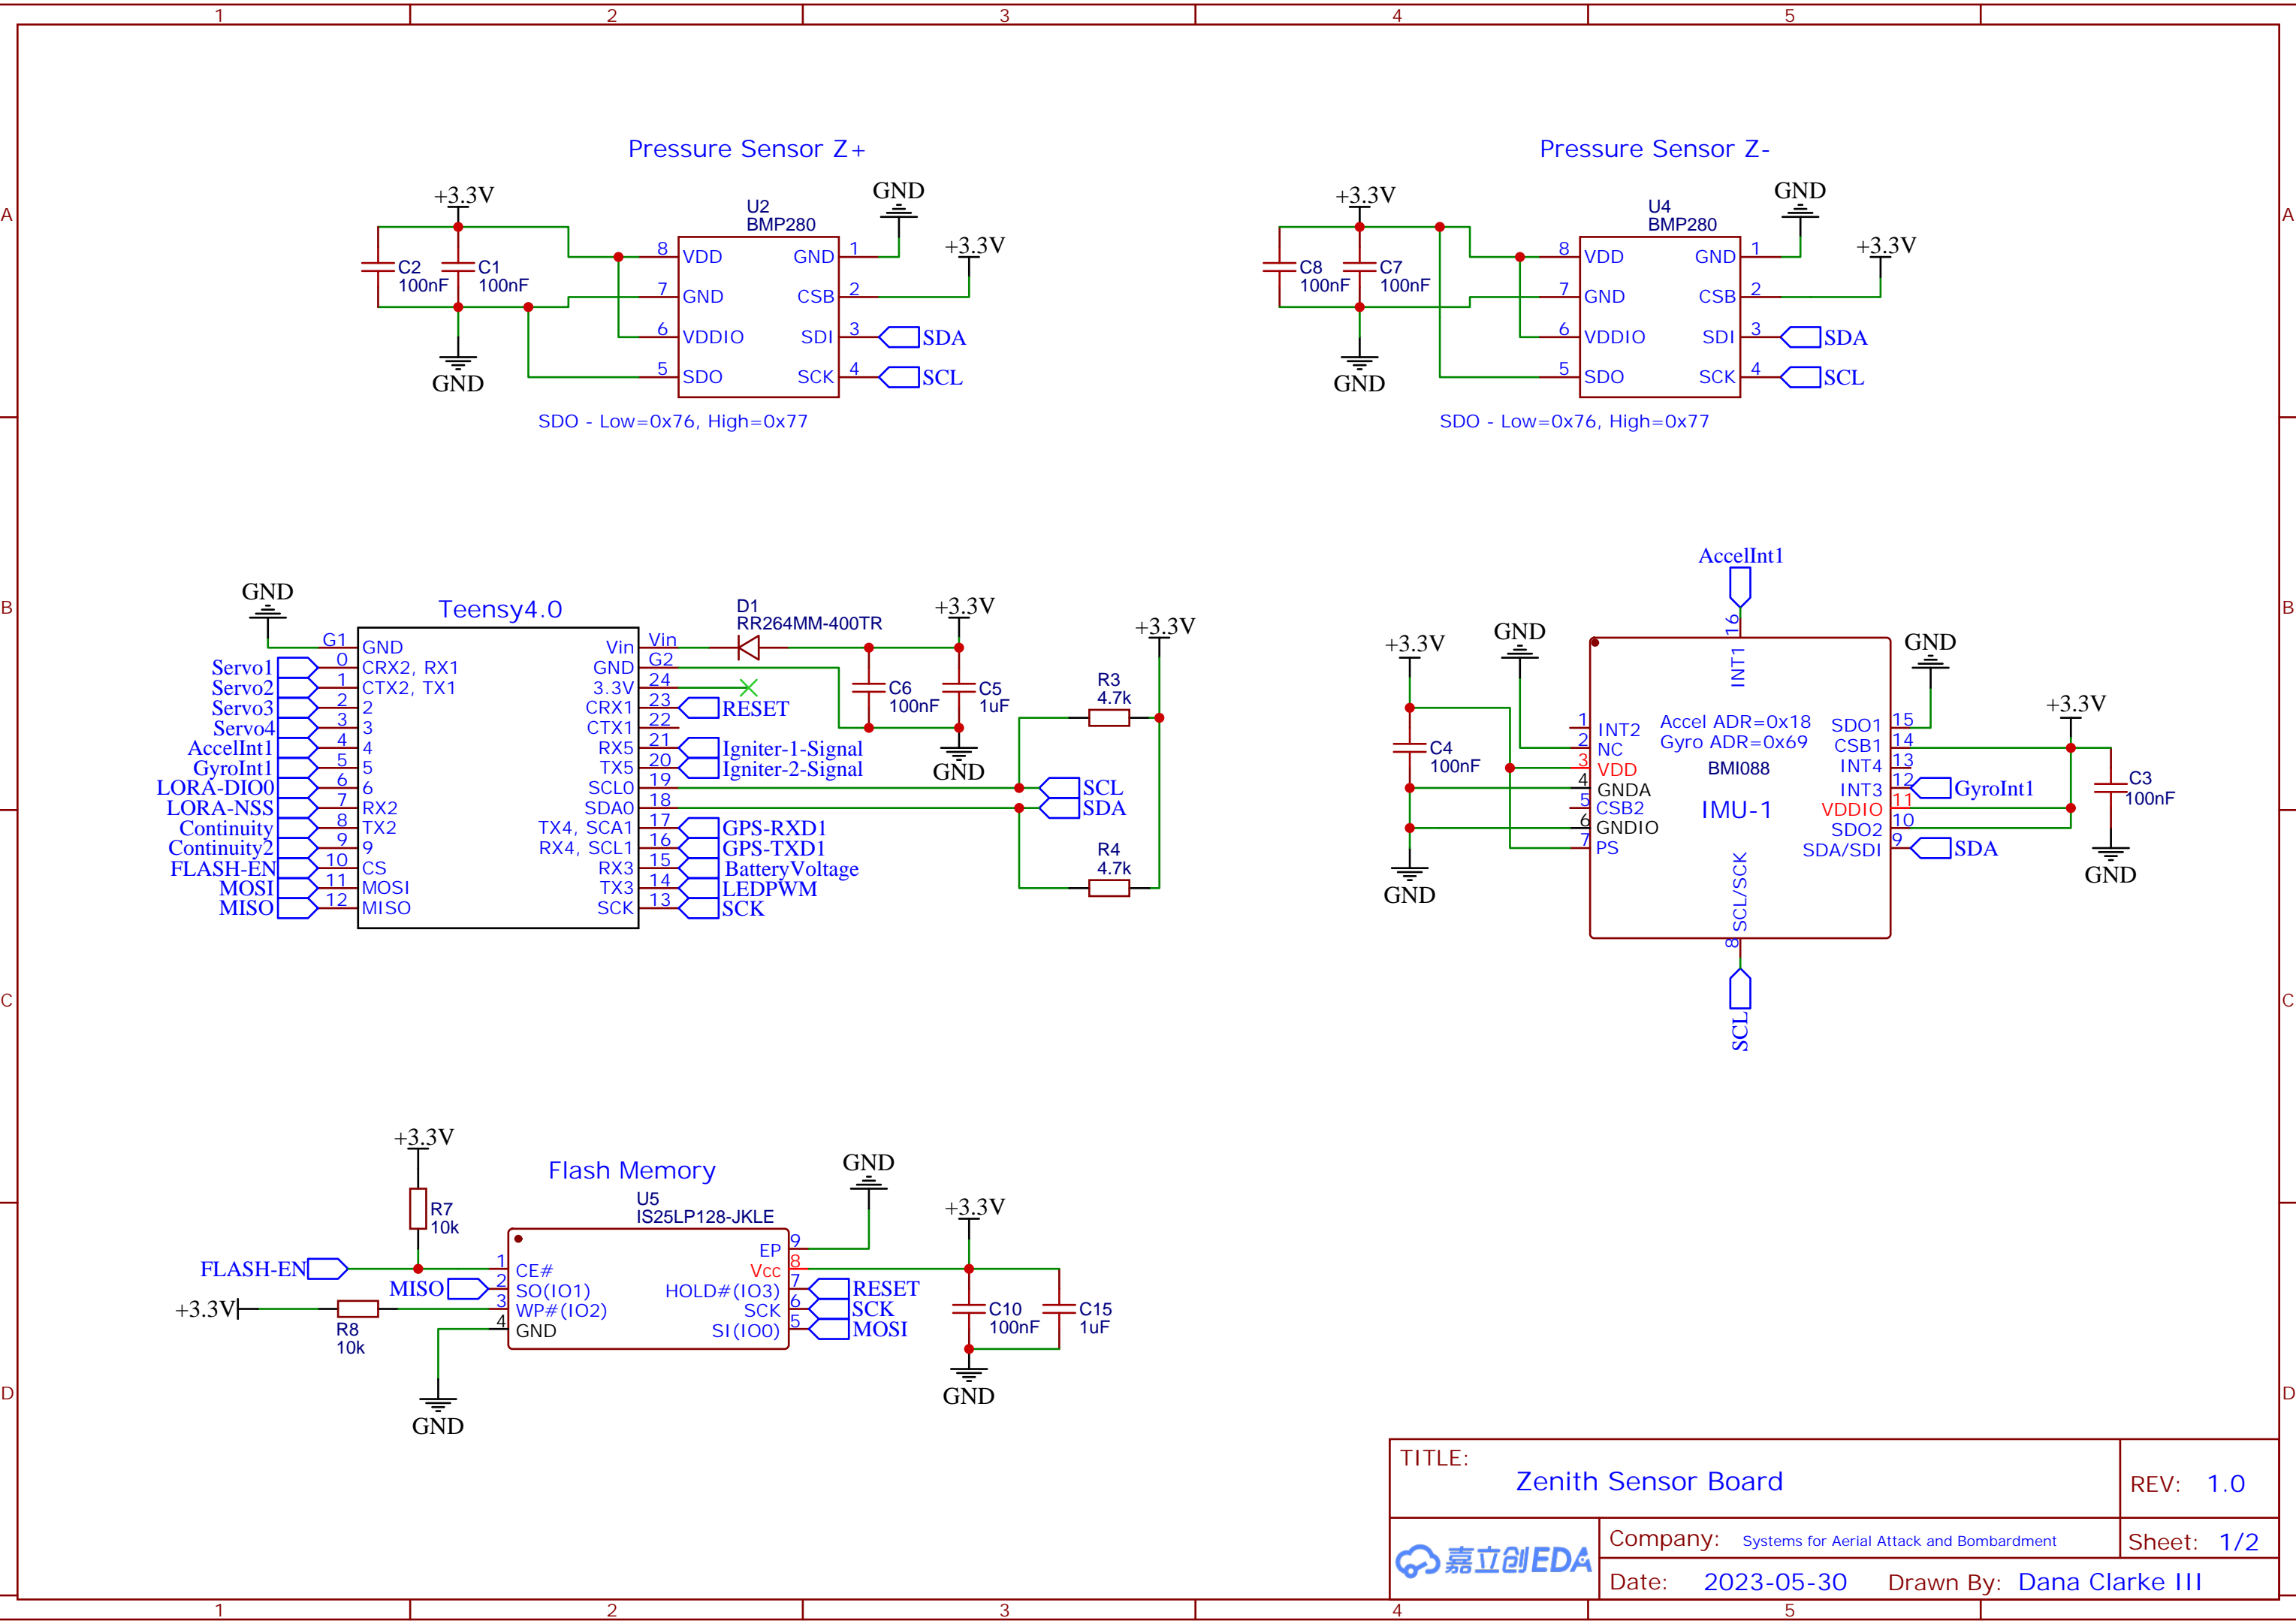 1 2 3 4 5
A A
B B
C C
D D
Pressure Sensor Z+
+3.3V
C2
100nF
C1
100nF
GND
U2
BMP280
8 VDD
7 GND
6 VDDIO
5 SDO
GND 1
CSB 2
SDI 3
SCK 4
GND
+3.3V
SDA
SCL
SDO - Low=0x76, High=0x77
Pressure Sensor Z-
+3.3V
C8
100nF
C7
100nF
GND
U4
BMP280
8 VDD
7 GND
6 VDDIO
5 SDO
GND 1
CSB 2
SDI 3
SCK 4
GND
+3.3V
SDA
SCL
SDO - Low=0x76, High=0x77
GND
Teensy4.0
G1 GND
Servo1 0 CRX2, RX1
Servo2 1 CTX2, TX1
Servo3 2 2
Servo4 3 3
AccelInt1 4 4
GyroInt1 5 5
LORA-DIO0 6 6
LORA-NSS 7 RX2
Continuity 8 TX2
Continuity2 9 9
FLASH-EN 10 CS
MOSI 11 MOSI
MISO 12 MISO
Vin Vin
GND G2
3.3V 24
CRX1 23 RESET
CTX1 22
RX5 21 Igniter-1-Signal
TX5 20 Igniter-2-Signal
SCL0 19 SCL
SDA0 18 SDA
TX4, SCA1 17 GPS-RXD1
RX4, SCL1 16 GPS-TXD1
RX3 15 BatteryVoltage
TX3 14 LEDPWM
SCK 13 SCK
D1
RR264MM-400TR
+3.3V
C6
100nF
C5
1uF
GND
+3.3V
R3
4.7k
R4
4.7k
AccelInt1
16
INT1
+3.3V
GND
C4
100nF
GND
1 INT2
2 NC
3 VDD
4 GNDA
5 CSB2
6 GNDIO
7 PS
Accel ADR=0x18
Gyro ADR=0x69
BMI088
IMU-1
SDO1 15
CSB1 14
INT4 13
INT3 12 GyroInt1
VDDIO 11
SDO2 10
SDA/SDI 9 SDA
SCL/SCK
8
SCL
GND
+3.3V
C3
100nF
GND
+3.3V
R7
10k
FLASH-EN
MISO
+3.3V
R8
10k
GND
Flash Memory
U5
IS25LP128-JKLE
1 CE#
2 SO(IO1)
3 WP#(IO2)
4 GND
EP 9
Vcc 8
HOLD#(IO3) 7 RESET
SCK 6 SCK
SI(IO0) 5 MOSI
GND
+3.3V
C10
100nF
C15
1uF
GND
TITLE:
Zenith Sensor Board
REV: 1.0
嘉立创EDA
Company: Systems for Aerial Attack and Bombardment
Sheet: 1/2
Date: 2023-05-30 Drawn By: Dana Clarke III
1 2 3 4 5